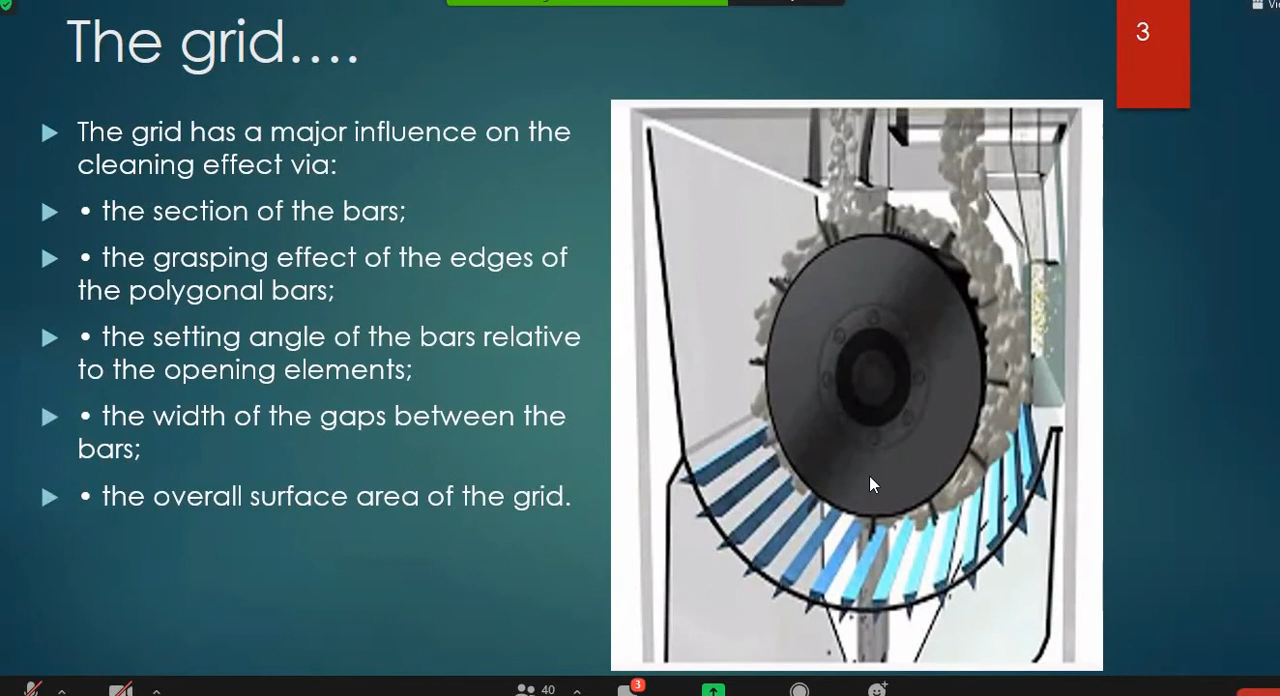 The grid....
3
▶ The grid has a major influence on the
cleaning effect via:
▶ • the section of the bars;
▶ • the grasping effect of the edges of
the polygonal bars;
▶ • the setting angle of the bars relative
to the opening elements;
▶ • the width of the gaps between the
bars;
▶ • the overall surface area of the grid.
40
3